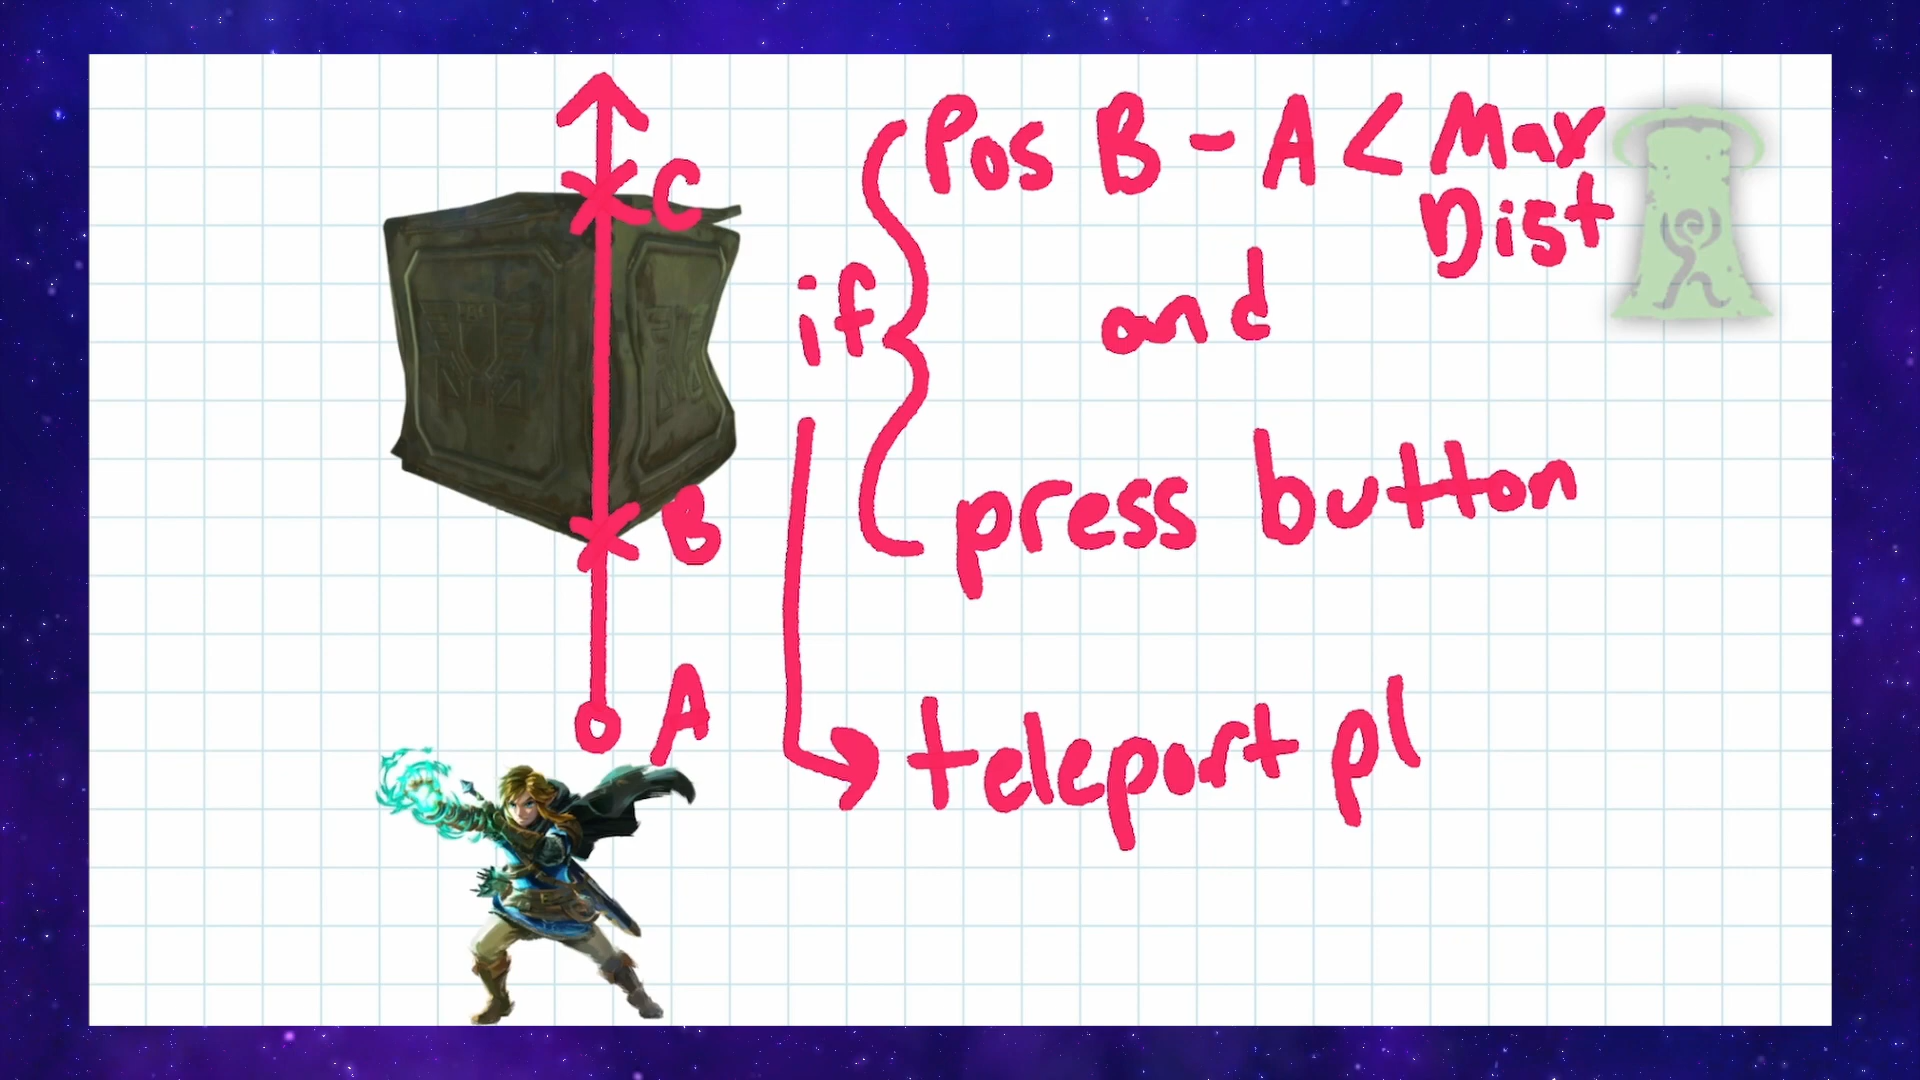 C
B
A
if
Pos B - A < Max
Dist
and
press button
teleport pl